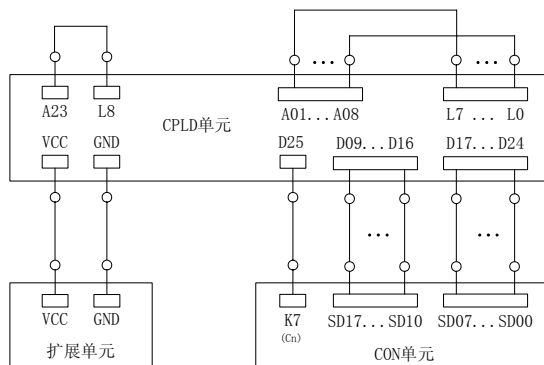 A23 L8 A01...A08 L7 ... L0
CPLD单元
VCC GND D25 D09...D16 D17...D24
VCC GND K7 SD17...SD10 SD07...SD00
(Cn)
扩展单元 CON单元